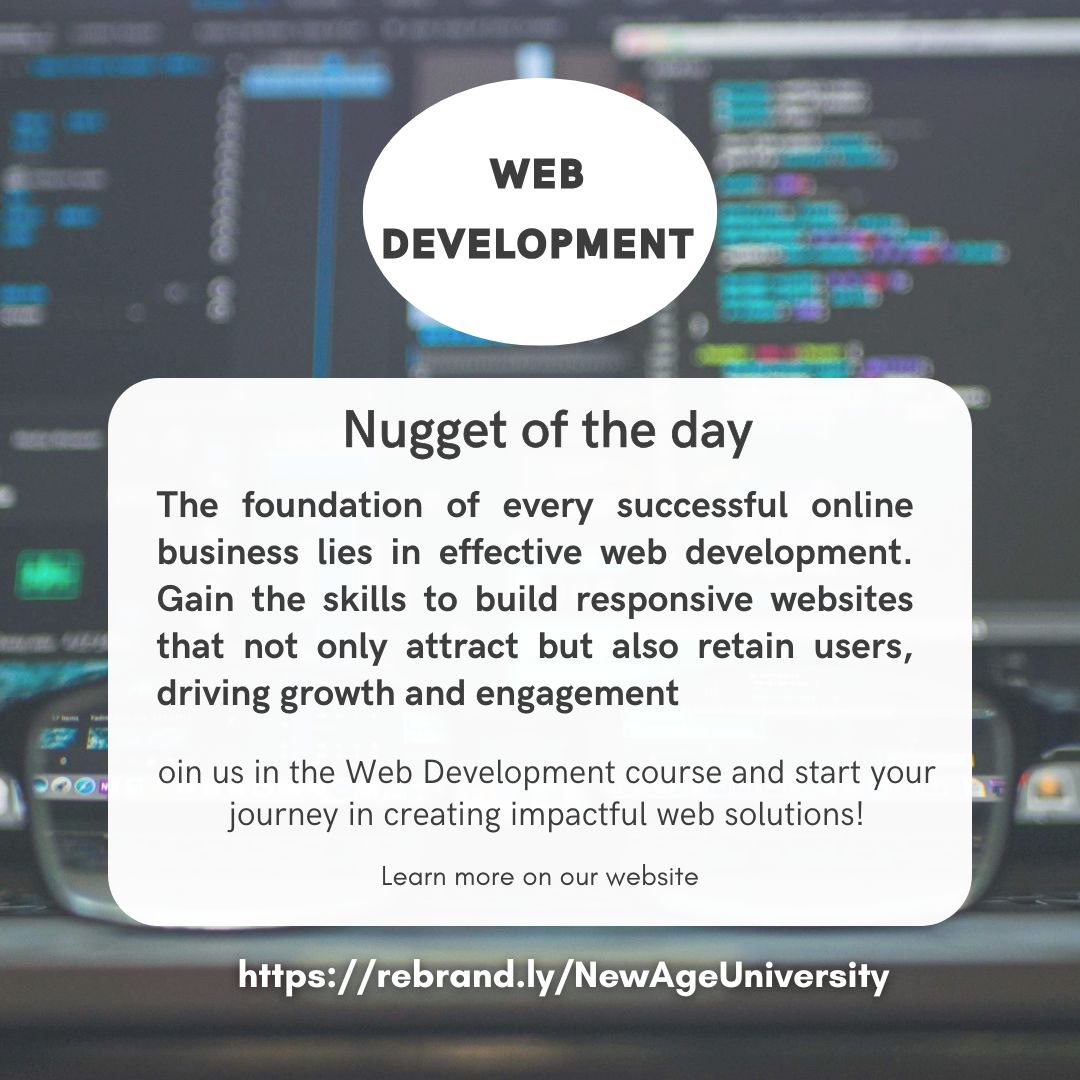 WEB
DEVELOPMENT
Nugget of the day
The foundation of every successful online
business lies in effective web development.
Gain the skills to build responsive websites
that not only attract but also retain users,
driving growth and engagement
oin us in the Web Development course and start your
journey in creating impactful web solutions!
Learn more on our website
https://rebrand.ly/NewAgeUniversity